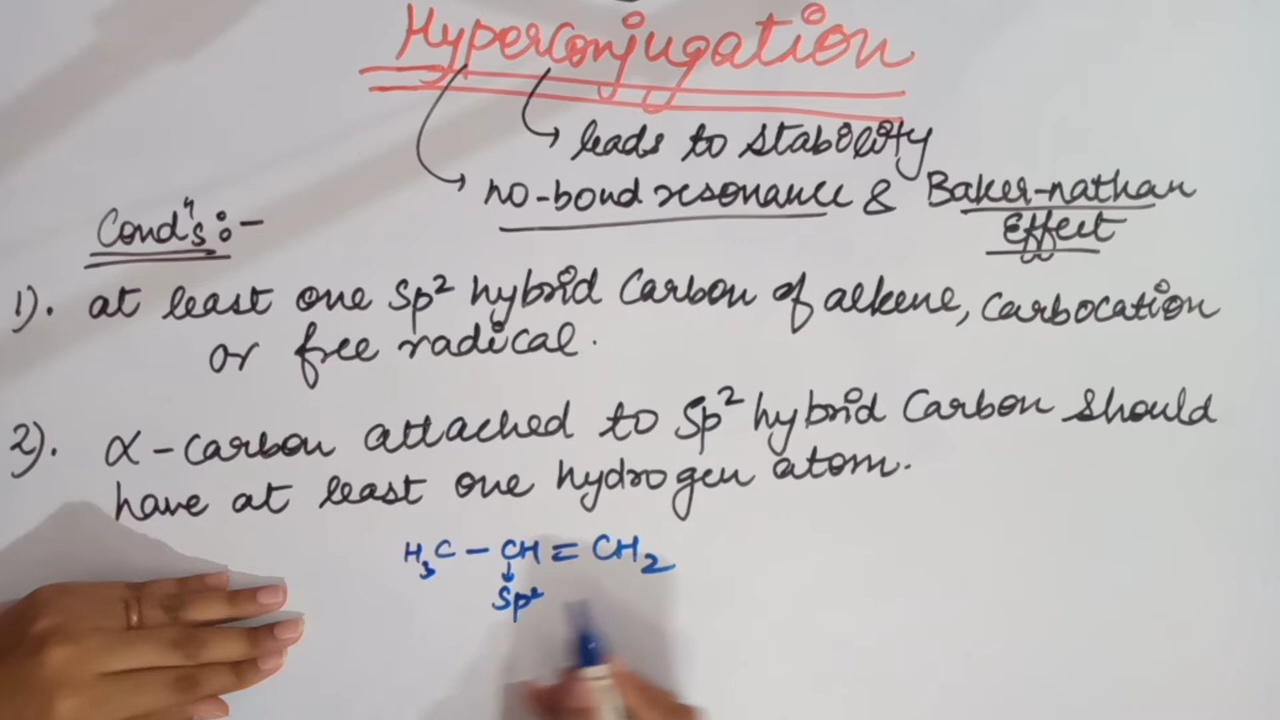 Hyperconjugation
leads to stability
no-bond resonance & Baker-nathan
Effect
Condⁿs:-
1). at least one Sp² hybrid Carbon of alkene, carbocation
or free radical.
2). α-carbon attached to Sp² hybrid Carbon should
have at least one hydrogen atom.
H₃C - CH = CH₂
Sp²